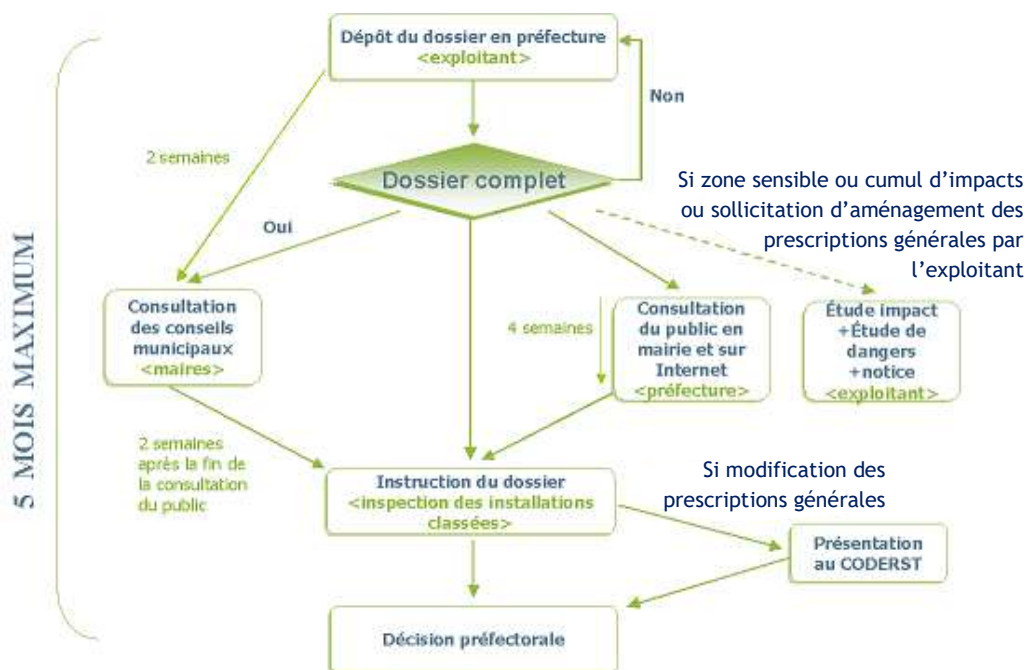 Dépôt du dossier en préfecture
<exploitant>
Non
2 semaines
Dossier complet
Si zone sensible ou cumul d’impacts
ou sollicitation d’aménagement des
prescriptions générales par
l’exploitant
Oui
5 MOIS MAXIMUM
Consultation
des conseils
municipaux
<maires>
4 semaines
Consultation
du public en
mairie et sur
Internet
<préfecture>
Étude impact
+Étude de
dangers
+notice
<exploitant>
2 semaines
après la fin de
la consultation
du public
Instruction du dossier
<inspection des installations
classées>
Si modification des
prescriptions générales
Présentation
au CODERST
Décision préfectorale